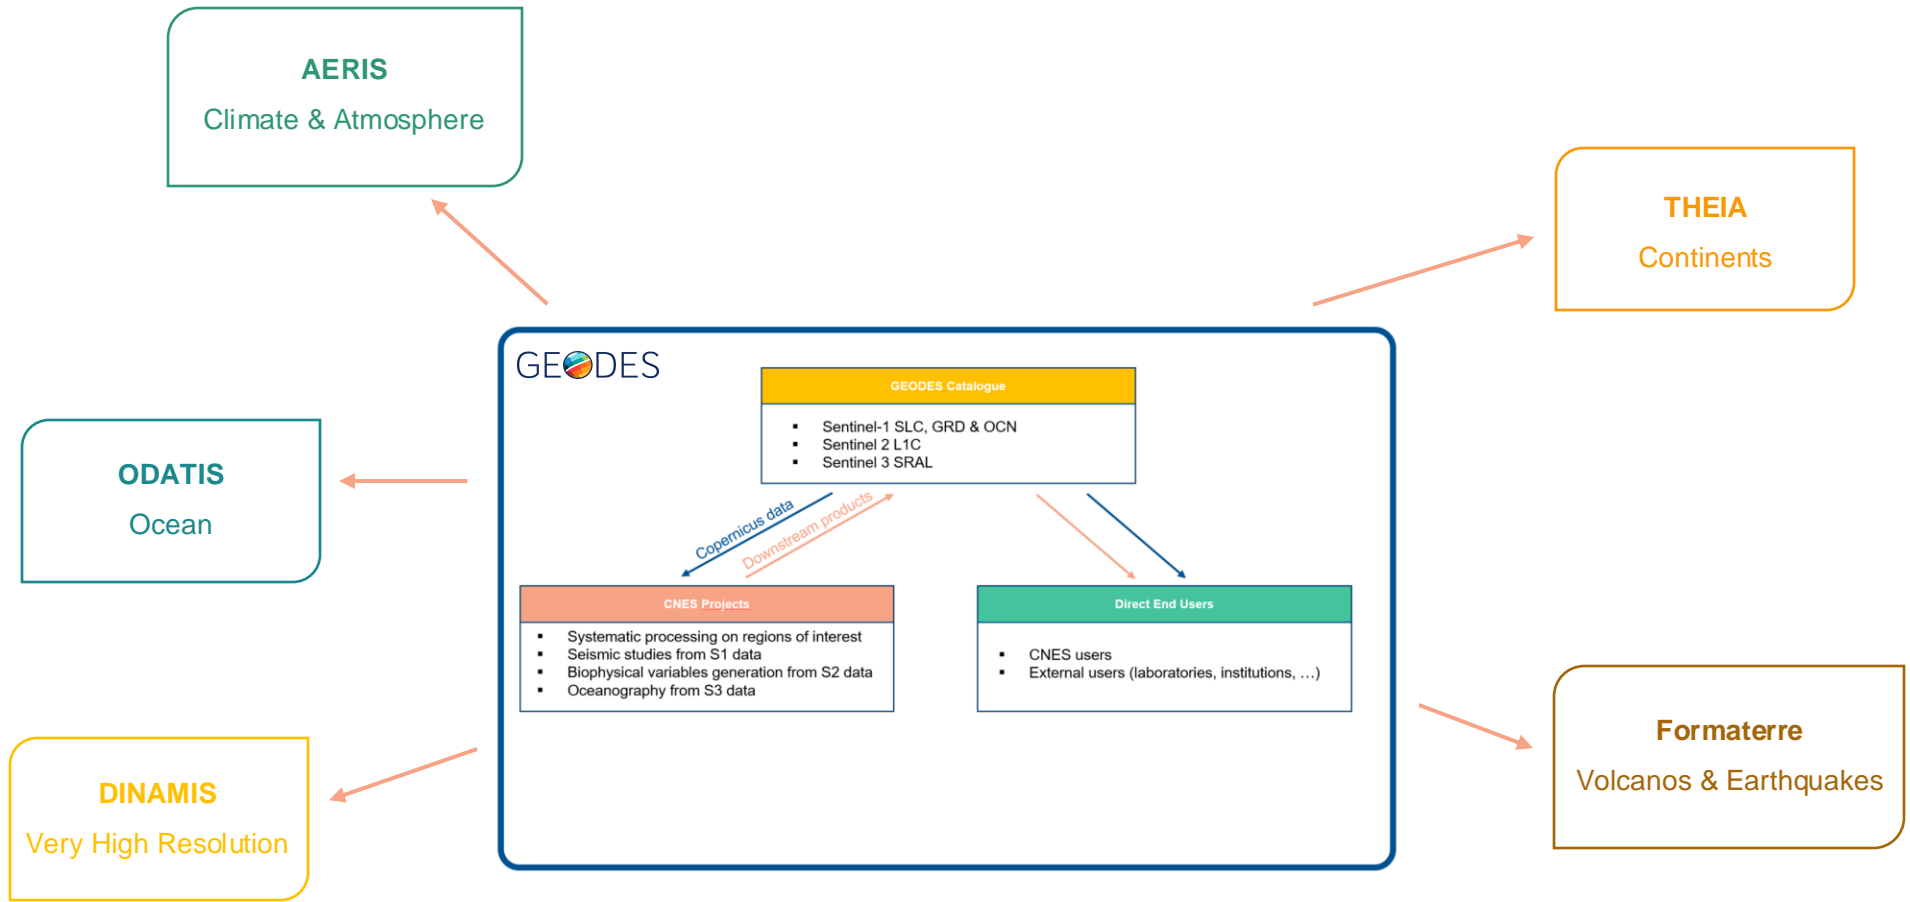 AERIS
Climate & Atmosphere
THEIA
Continents
GEODES
GEODES Catalogue
▪ Sentinel-1 SLC, GRD & OCN
▪ Sentinel 2 L1C
▪ Sentinel 3 SRAL
ODATIS
Ocean
Copernicus data
Downstream products
CNES Projects
▪ Systematic processing on regions of interest
▪ Seismic studies from S1 data
▪ Biophysical variables generation from S2 data
▪ Oceanography from S3 data
Direct End Users
▪ CNES users
▪ External users (laboratories, institutions, …)
Formaterre
Volcanos & Earthquakes
DINAMIS
Very High Resolution